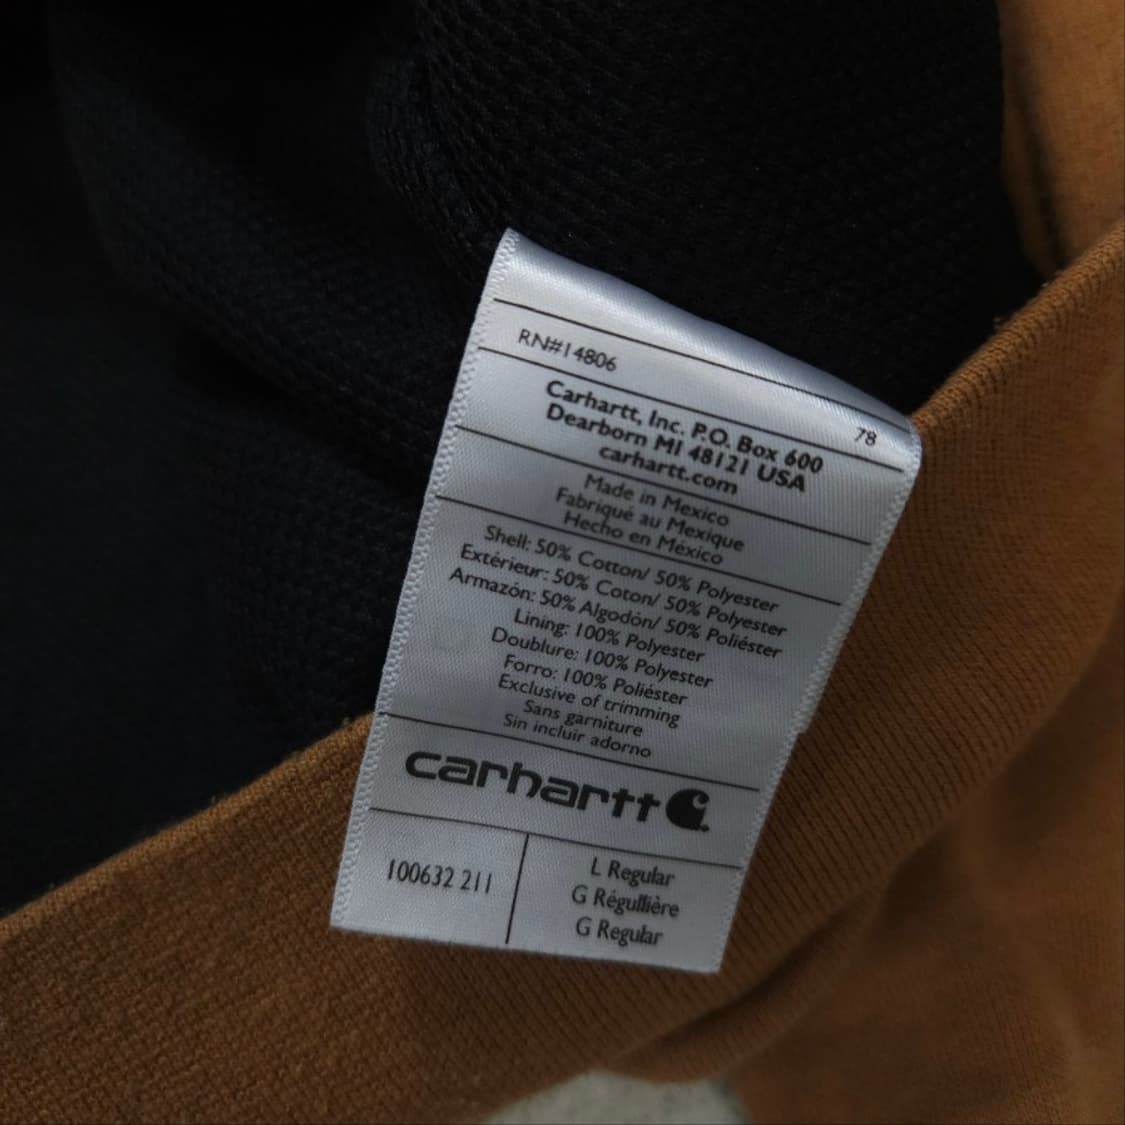 RN#14806
78
Carhartt, Inc. P.O. Box 600
Dearborn MI 48121 USA
carhartt.com
Made in Mexico
Fabriqué au Mexique
Hecho en México
Shell: 50% Cotton/ 50% Polyester
Extérieur: 50% Coton/ 50% Polyester
Armazón: 50% Algodón/ 50% Poliéster
Lining: 100% Polyester
Doublure: 100% Polyester
Forro: 100% Poliéster
Exclusive of trimming
Sans garniture
Sin incluir adorno
carhartt
100632 211
L Regular
G Régullière
G Regular